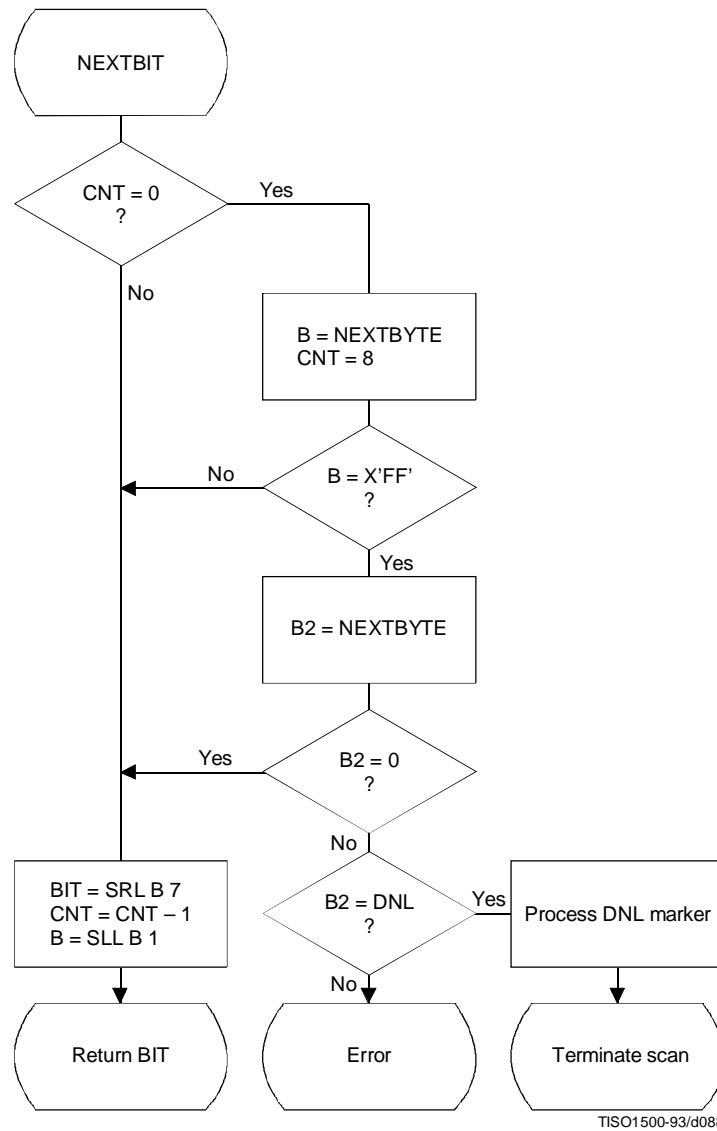 NEXTBIT
CNT = 0
?
Yes
No
B = NEXTBYTE
CNT = 8
No
B = X’FF'
?
Yes
B2 = NEXTBYTE
Yes
B2 = 0
?
No
BIT = SRL B 7
CNT = CNT – 1
B = SLL B 1
B2 = DNL
?
Yes
Process DNL marker
No
Return BIT
Error
Terminate scan